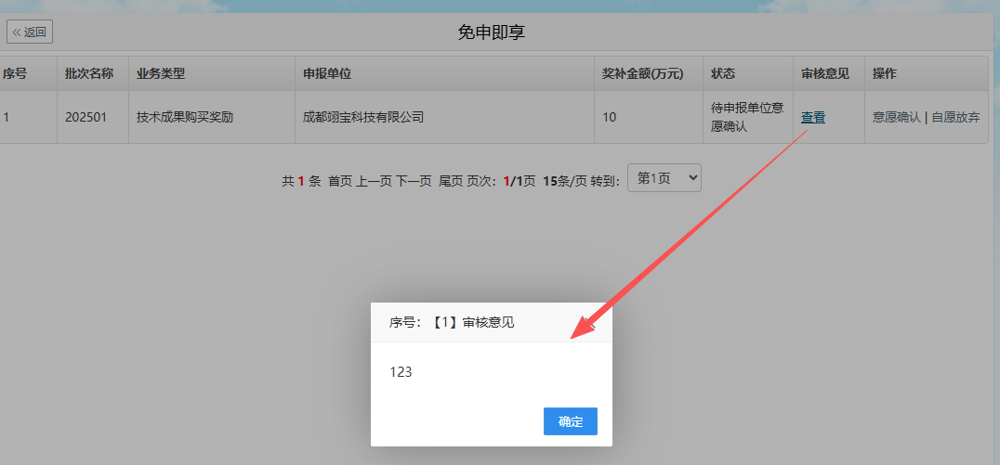 返回
免申即享
序号 批次名称 业务类型 申报单位 奖补金额(万元) 状态 审核意见 操作
1 202501 技术成果购买奖励 成都翊宝科技有限公司 10 待申报单位意 查看 意愿确认 | 自愿放弃
愿确认
共 1 条 首页 上一页 下一页 尾页 页次：1/1页 15条/页 转到： 第1页
序号：【1】审核意见
123
确定